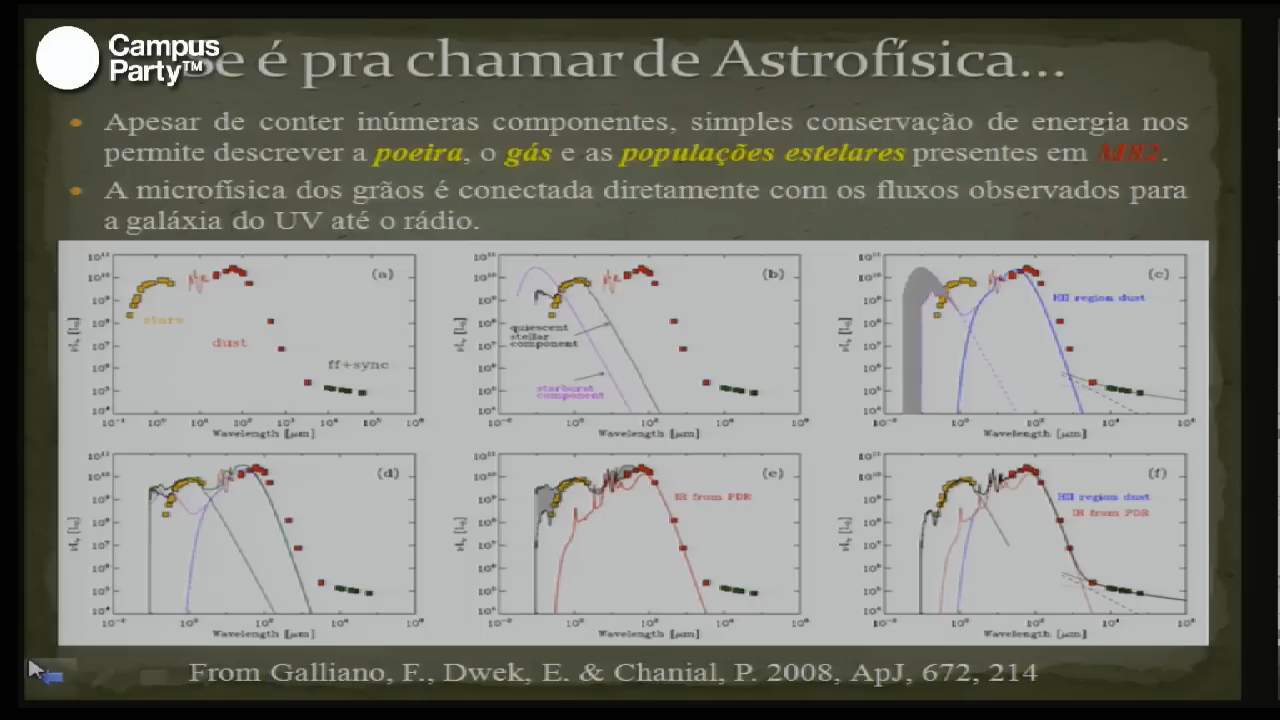 Campus
Party™
se é pra chamar de Astrofísica...
• Apesar de conter inúmeras componentes, simples conservação de energia nos
permite descrever a poeira, o gás e as populações estelares presentes em M82.
• A microfísica dos grãos é conectada diretamente com os fluxos observados para
a galáxia do UV até o rádio.
(a)
stars
dust
ff+sync
Wavelength [μm]
(b)
quiescent
stellar
component
starburst
component
Wavelength [μm]
(c)
HII region dust
Wavelength [μm]
(d)
Wavelength [μm]
(e)
IR from PDR
Wavelength [μm]
(f)
HII region dust
IR from PDR
Wavelength [μm]
From Galliano, F., Dwek, E. & Chanial, P. 2008, ApJ, 672, 214